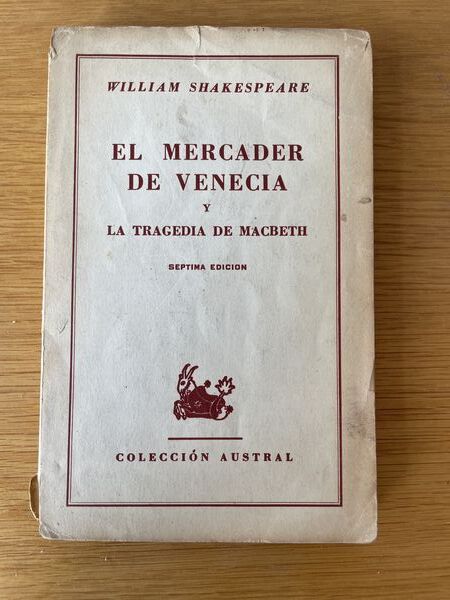 WILLIAM SHAKESPEARE
EL MERCADER
DE VENECIA
Y
LA TRAGEDIA DE MACBETH
SEPTIMA EDICION
COLECCIÓN AUSTRAL